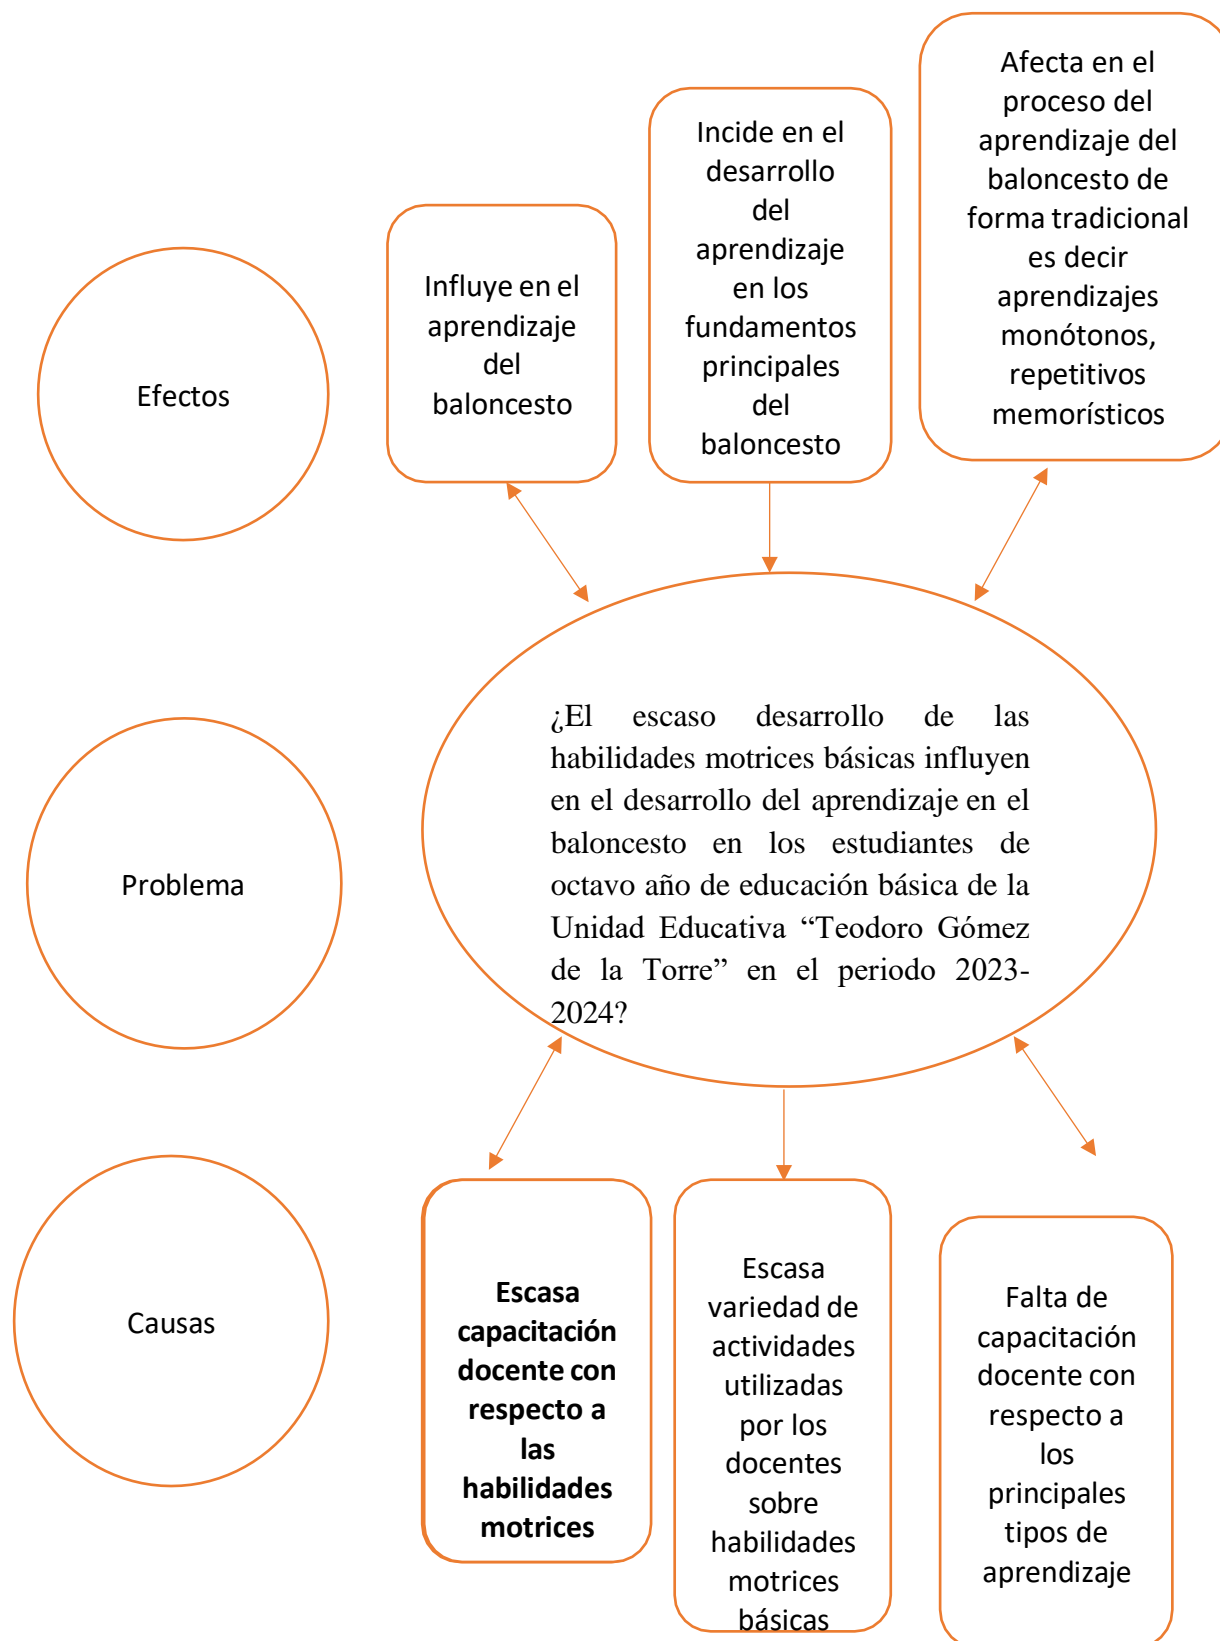 Efectos
Influye en el
aprendizaje
del
baloncesto
Incide en el
desarrollo
del
aprendizaje
en los
fundamentos
principales
del
baloncesto
Afecta en el
proceso del
aprendizaje del
baloncesto de
forma tradicional
es decir
aprendizajes
monótonos,
repetitivos
memorísticos
Problema
¿El escaso desarrollo de las
habilidades motrices básicas influyen
en el desarrollo del aprendizaje en el
baloncesto en los estudiantes de
octavo año de educación básica de la
Unidad Educativa “Teodoro Gómez
de la Torre” en el periodo 2023-
2024?
Causas
Escasa
capacitación
docente con
respecto a
las
habilidades
motrices
Escasa
variedad de
actividades
utilizadas
por los
docentes
sobre
habilidades
motrices
básicas
Falta de
capacitación
docente con
respecto a
los
principales
tipos de
aprendizaje